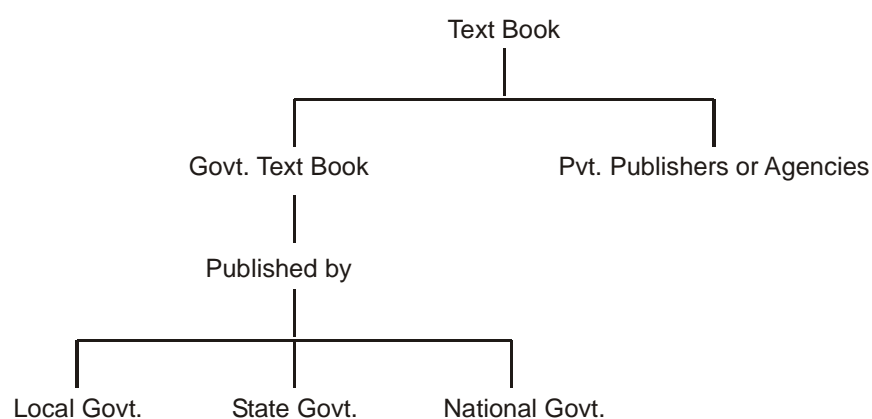 Text Book
Govt. Text Book
Pvt. Publishers or Agencies
Published by
Local Govt.
State Govt.
National Govt.